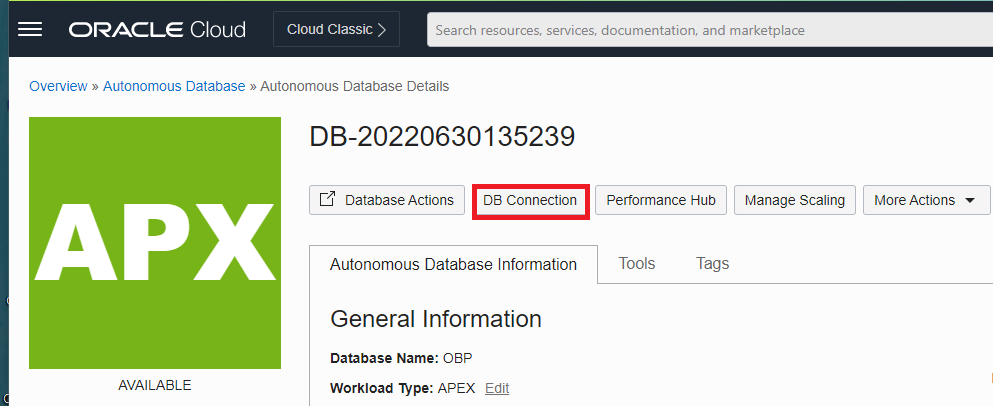 ORACLE Cloud
Cloud Classic
Search resources, services, documentation, and marketplace
Overview » Autonomous Database » Autonomous Database Details
APX
AVAILABLE
DB-20220630135239
Database Actions
DB Connection
Performance Hub
Manage Scaling
More Actions
Autonomous Database Information
Tools
Tags
General Information
Database Name: OBP
Workload Type: APEX Edit